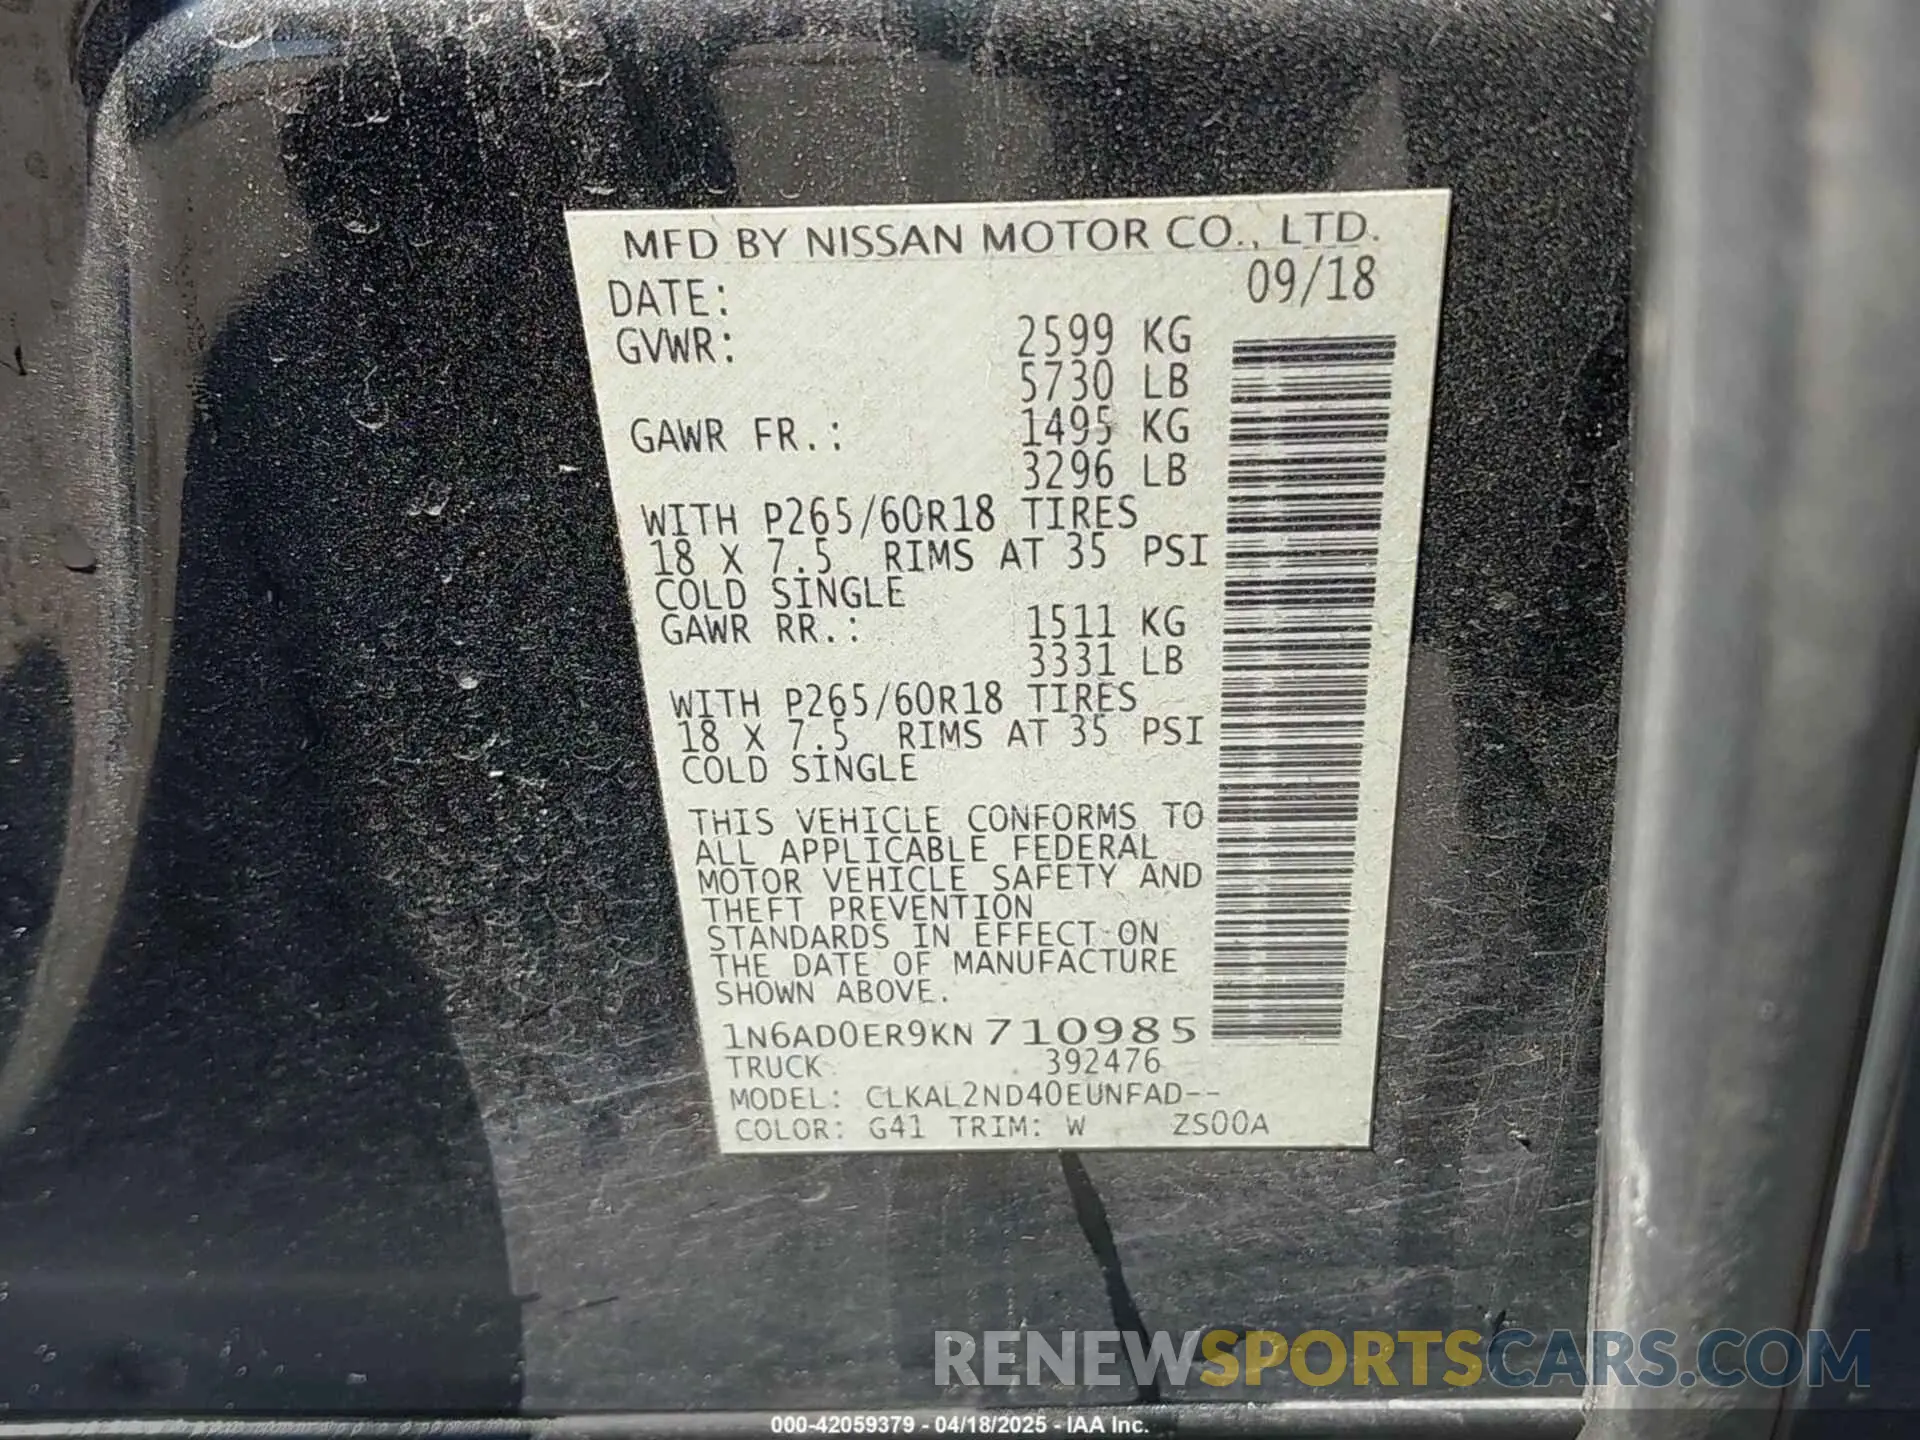 MFD BY NISSAN MOTOR CO., LTD.
DATE: 09/18
GVWR: 2599 KG
5730 LB
GAWR FR.: 1495 KG
3296 LB
WITH P265/60R18 TIRES
18 X 7.5 RIMS AT 35 PSI
COLD SINGLE
GAWR RR.: 1511 KG
3331 LB
WITH P265/60R18 TIRES
18 X 7.5 RIMS AT 35 PSI
COLD SINGLE
THIS VEHICLE CONFORMS TO
ALL APPLICABLE FEDERAL
MOTOR VEHICLE SAFETY AND
THEFT PREVENTION
STANDARDS IN EFFECT ON
THE DATE OF MANUFACTURE
SHOWN ABOVE.
1N6AD0ER9KN710985
TRUCK 392476
MODEL: CLKAL2ND40EUNFAD--
COLOR: G41 TRIM: W ZS00A
RENEWSPORTSCARS.COM
000-42059379 - 04/18/2025 - IAA Inc.